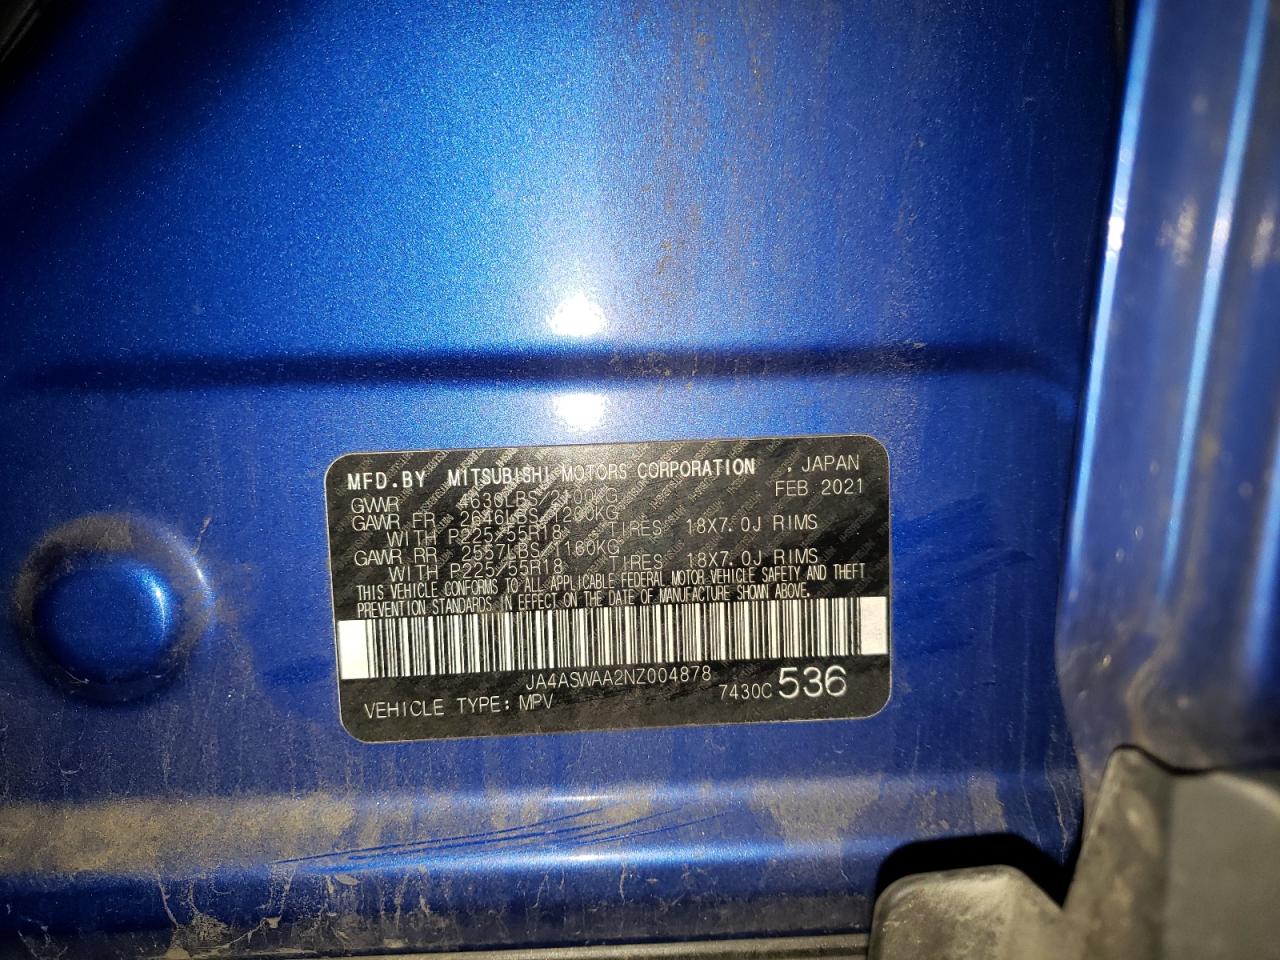 MFD.BY MITSUBISHI MOTORS CORPORATION , JAPAN
GVWR 4630LBS/2100KG FEB 2021
GAWR FR 2646LBS/1200KG
WITH P225/55R18 TIRES 18X7.0J RIMS
GAWR RR 2557LBS/1160KG
WITH P225/55R18 TIRES 18X7.0J RIMS
THIS VEHICLE CONFORMS TO ALL APPLICABLE FEDERAL MOTOR VEHICLE SAFETY AND THEFT
PREVENTION STANDARDS IN EFFECT ON THE DATE OF MANUFACTURE SHOWN ABOVE.
JA4ASWAA2NZ004878
VEHICLE TYPE: MPV 7430C 536